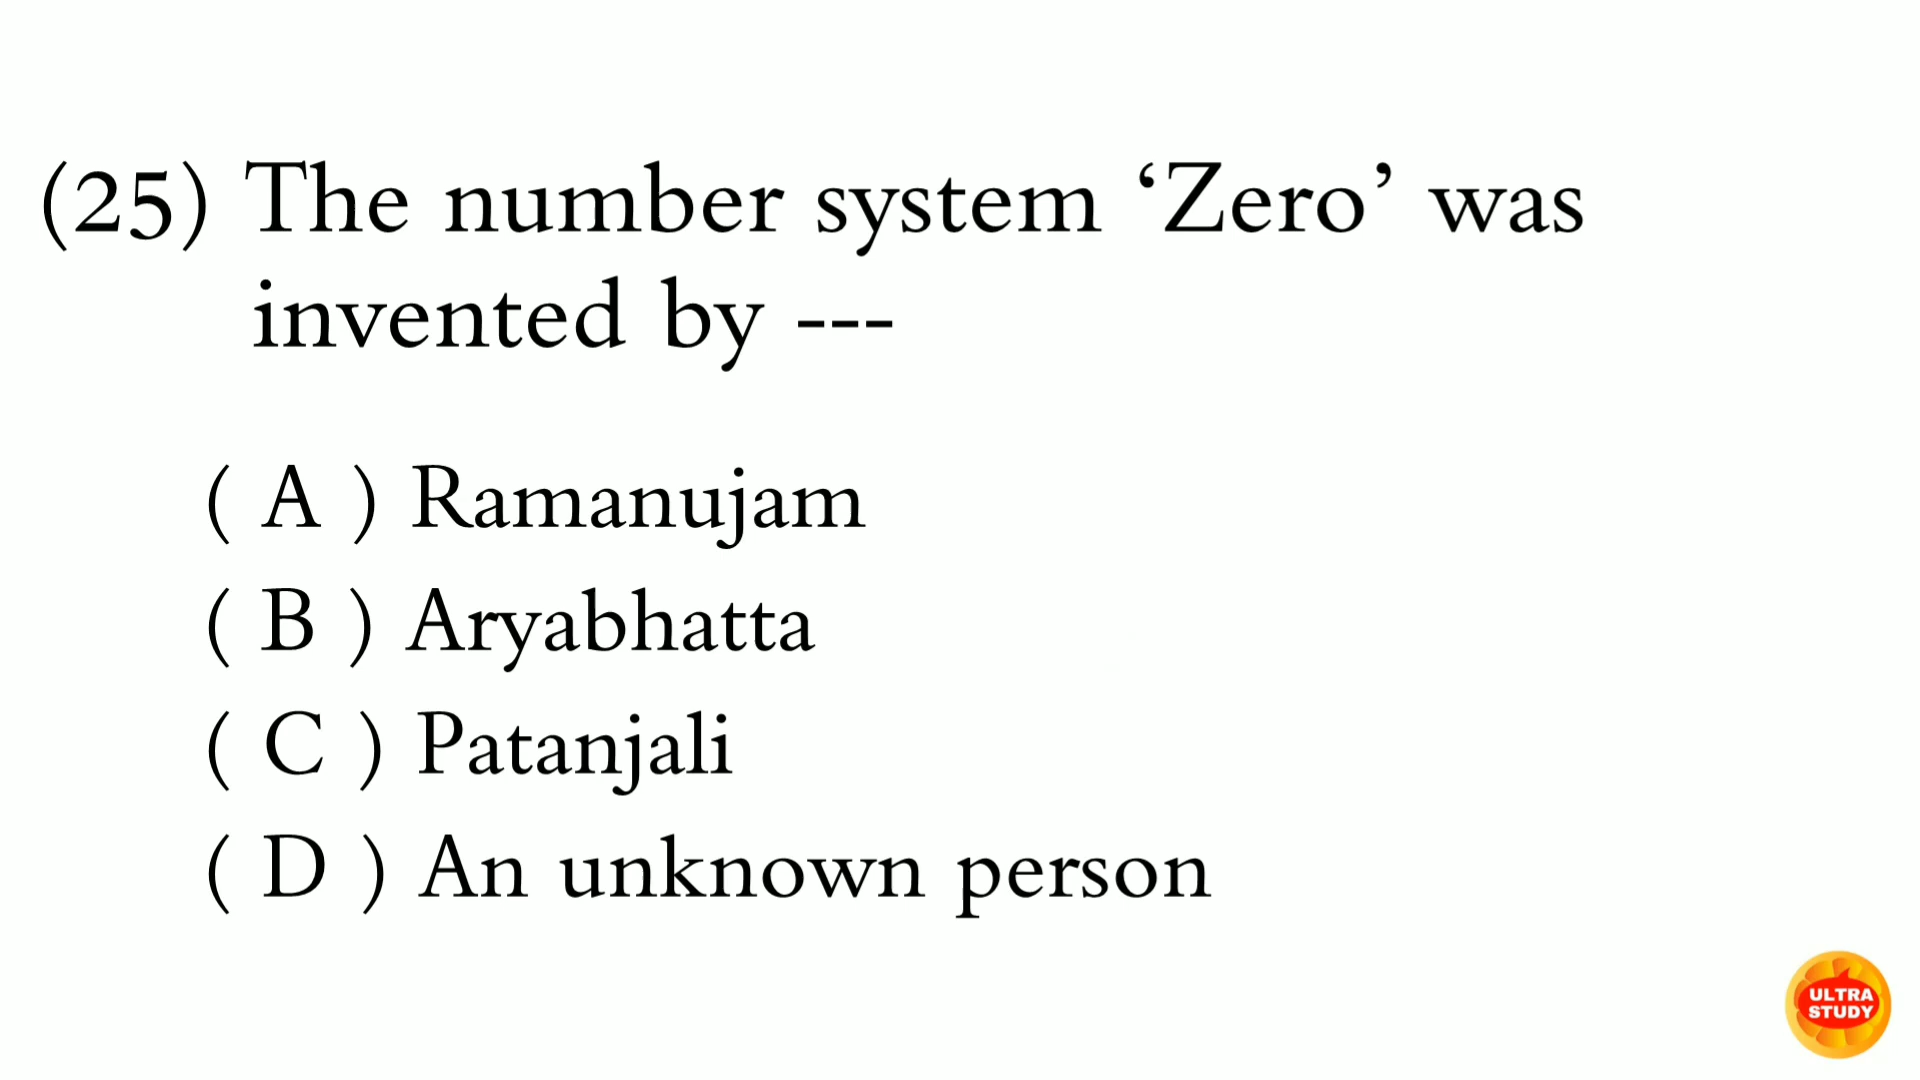 (25) The number system ‘Zero’ was
invented by ---
( A ) Ramanujam
( B ) Aryabhatta
( C ) Patanjali
( D ) An unknown person
ULTRA
STUDY